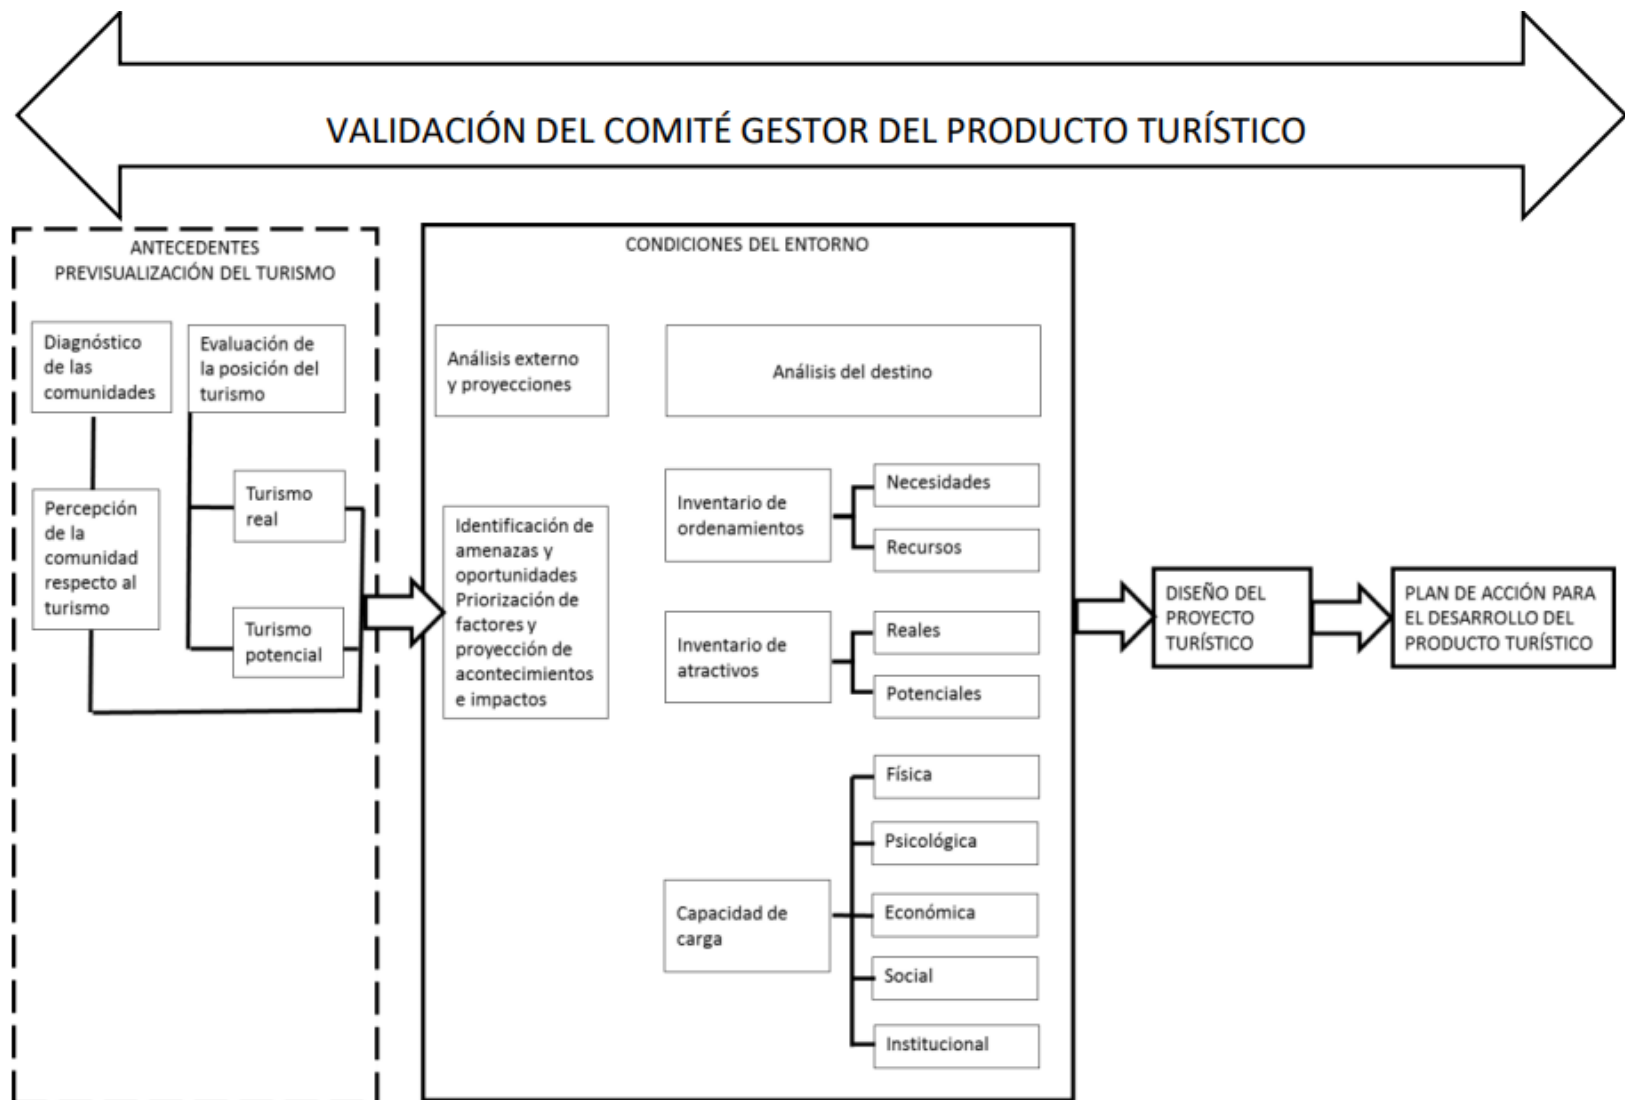 VALIDACIÓN DEL COMITÉ GESTOR DEL PRODUCTO TURÍSTICO
ANTECEDENTES
PREVISUALIZACIÓN DEL TURISMO
Diagnóstico
de las
comunidades
Evaluación de
la posición del
turismo
Percepción
de la
comunidad
respecto al
turismo
Turismo
real
Turismo
potencial
CONDICIONES DEL ENTORNO
Análisis externo
y proyecciones
Análisis del destino
Identificación de
amenazas y
oportunidades
Priorización de
factores y
proyección de
acontecimientos
e impactos
Inventario de
ordenamientos
Necesidades
Recursos
Inventario de
atractivos
Reales
Potenciales
Capacidad de
carga
Física
Psicológica
Económica
Social
Institucional
DISEÑO DEL
PROYECTO
TURÍSTICO
PLAN DE ACCIÓN PARA
EL DESARROLLO DEL
PRODUCTO TURÍSTICO